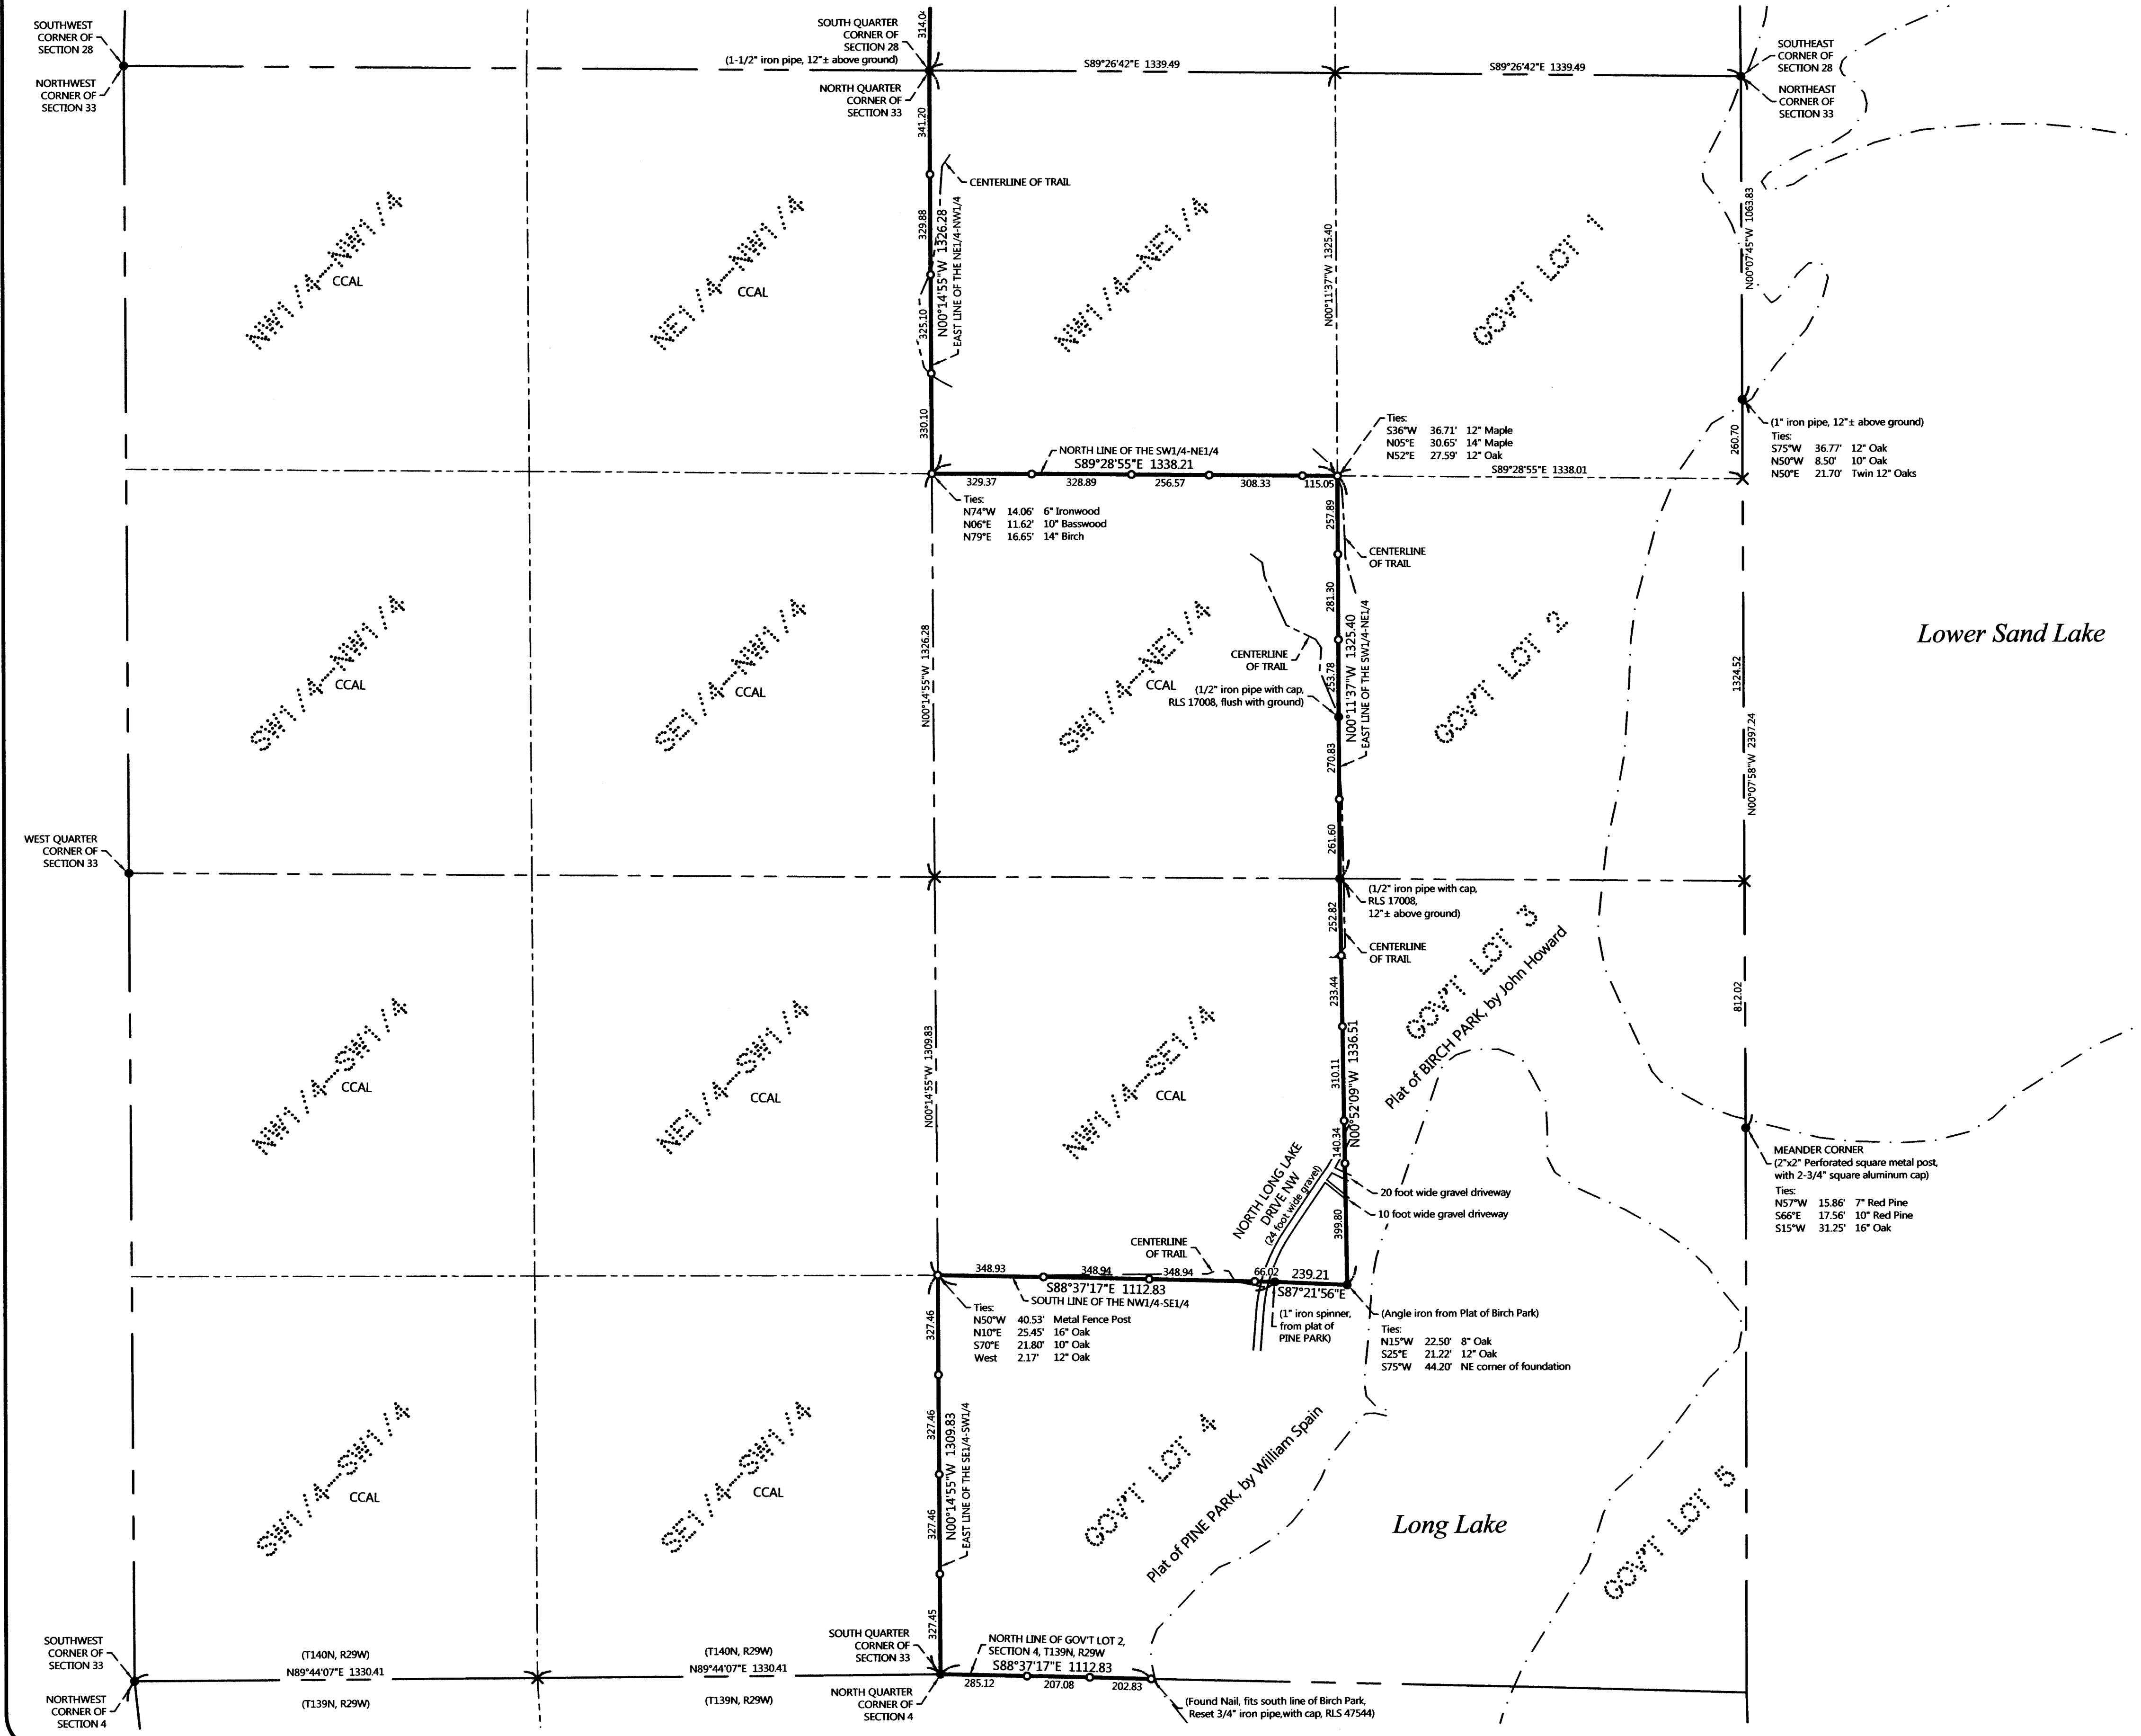 SOUTHWEST
CORNER OF
SECTION 28
NORTHWEST
CORNER OF
SECTION 33
SOUTH QUARTER
CORNER OF
SECTION 28
(1-1/2" iron pipe, 12"± above ground)
NORTH QUARTER
CORNER OF
SECTION 33
314.04
S89°26'42"E 1339.49
S89°26'42"E 1339.49
SOUTHEAST
CORNER OF
SECTION 28
NORTHEAST
CORNER OF
SECTION 33
341.20
CENTERLINE OF TRAIL
329.88
N00°14'55"W 1326.28
EAST LINE OF THE NE1/4-NW1/4
325.10
330.10
N00°11'37"W 1325.40
N00°07'45"W 1063.83
NW1/4-NW1/4
CCAL
NE1/4-NW1/4
CCAL
NW1/4-NE1/4
GOV'T LOT 1
Ties:
S36°W 36.71' 12" Maple
N05°E 30.65' 14" Maple
N52°E 27.59' 12" Oak
(1" iron pipe, 12"± above ground)
Ties:
S75°W 36.77' 12" Oak
N50°W 8.50' 10" Oak
N50°E 21.70' Twin 12" Oaks
260.70
NORTH LINE OF THE SW1/4-NE1/4
S89°28'55"E 1338.21
S89°28'55"E 1338.01
329.37
328.89
256.57
308.33
115.05
Ties:
N74°W 14.06' 6" Ironwood
N06°E 11.62' 10" Basswood
N79°E 16.65' 14" Birch
257.89
CENTERLINE
OF TRAIL
281.30
N00°11'37"W 1325.40
EAST LINE OF THE SW1/4-NE1/4
CENTERLINE
OF TRAIL
253.78
(1/2" iron pipe with cap,
RLS 17008, flush with ground)
270.83
261.60
N00°14'55"W 1326.28
SW1/4-NW1/4
CCAL
SE1/4-NW1/4
CCAL
SW1/4-NE1/4
CCAL
GOV'T LOT 2
Lower Sand Lake
1324.52
N00°07'58"W 2397.24
WEST QUARTER
CORNER OF
SECTION 33
(1/2" iron pipe with cap,
RLS 17008,
12"± above ground)
252.82
CENTERLINE
OF TRAIL
233.44
310.11
N00°52'09"W 1336.51
140.34
399.80
GOV'T LOT 3
Plat of BIRCH PARK, by John Howard
812.02
N00°14'55"W 1309.83
NW1/4-SW1/4
CCAL
NE1/4-SW1/4
CCAL
NW1/4-SE1/4
CCAL
NORTH LONG LAKE
DRIVE NW
(24 foot wide gravel)
20 foot wide gravel driveway
10 foot wide gravel driveway
MEANDER CORNER
(2"x2" Perforated square metal post,
with 2-3/4" square aluminum cap)
Ties:
N57°W 15.86' 7" Red Pine
S66°E 17.56' 10" Red Pine
S15°W 31.25' 16" Oak
CENTERLINE
OF TRAIL
348.93
348.94
348.94
66.02
239.21
S88°37'17"E 1112.83
S87°21'56"E
SOUTH LINE OF THE NW1/4-SE1/4
Ties:
N50°W 40.53' Metal Fence Post
N10°E 25.45' 16" Oak
S70°E 21.80' 10" Oak
West 2.17' 12" Oak
(1" iron spinner,
from plat of
PINE PARK)
(Angle iron from Plat of Birch Park)
Ties:
N15°W 22.50' 8" Oak
S25°E 21.22' 12" Oak
S75°W 44.20' NE corner of foundation
327.46
327.46
N00°14'55"W 1309.83
EAST LINE OF THE SE1/4-SW1/4
327.46
327.45
SW1/4-SW1/4
CCAL
SE1/4-SW1/4
CCAL
GOV'T LOT 4
Plat of PINE PARK, by William Spain
Long Lake
GOV'T LOT 5
SOUTHWEST
CORNER OF
SECTION 33
NORTHWEST
CORNER OF
SECTION 4
(T140N, R29W)
N89°44'07"E 1330.41
(T139N, R29W)
(T140N, R29W)
N89°44'07"E 1330.41
(T139N, R29W)
SOUTH QUARTER
CORNER OF
SECTION 33
NORTH QUARTER
CORNER OF
SECTION 4
NORTH LINE OF GOV'T LOT 2,
SECTION 4, T139N, R29W
S88°37'17"E 1112.83
285.12
207.08
202.83
(Found Nail, fits south line of Birch Park,
Reset 3/4" iron pipe,with cap, RLS 47544)